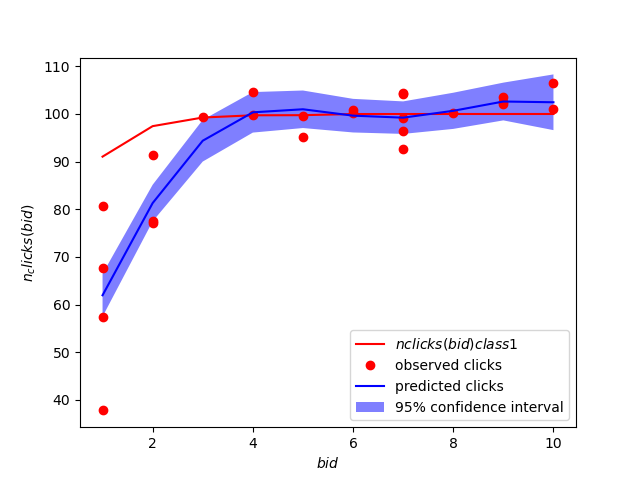 110
100
90
80
70
60
50
40
n_clicks(bid)
nclicks(bid)class1
observed clicks
predicted clicks
95% confidence interval
2
4
6
8
10
bid